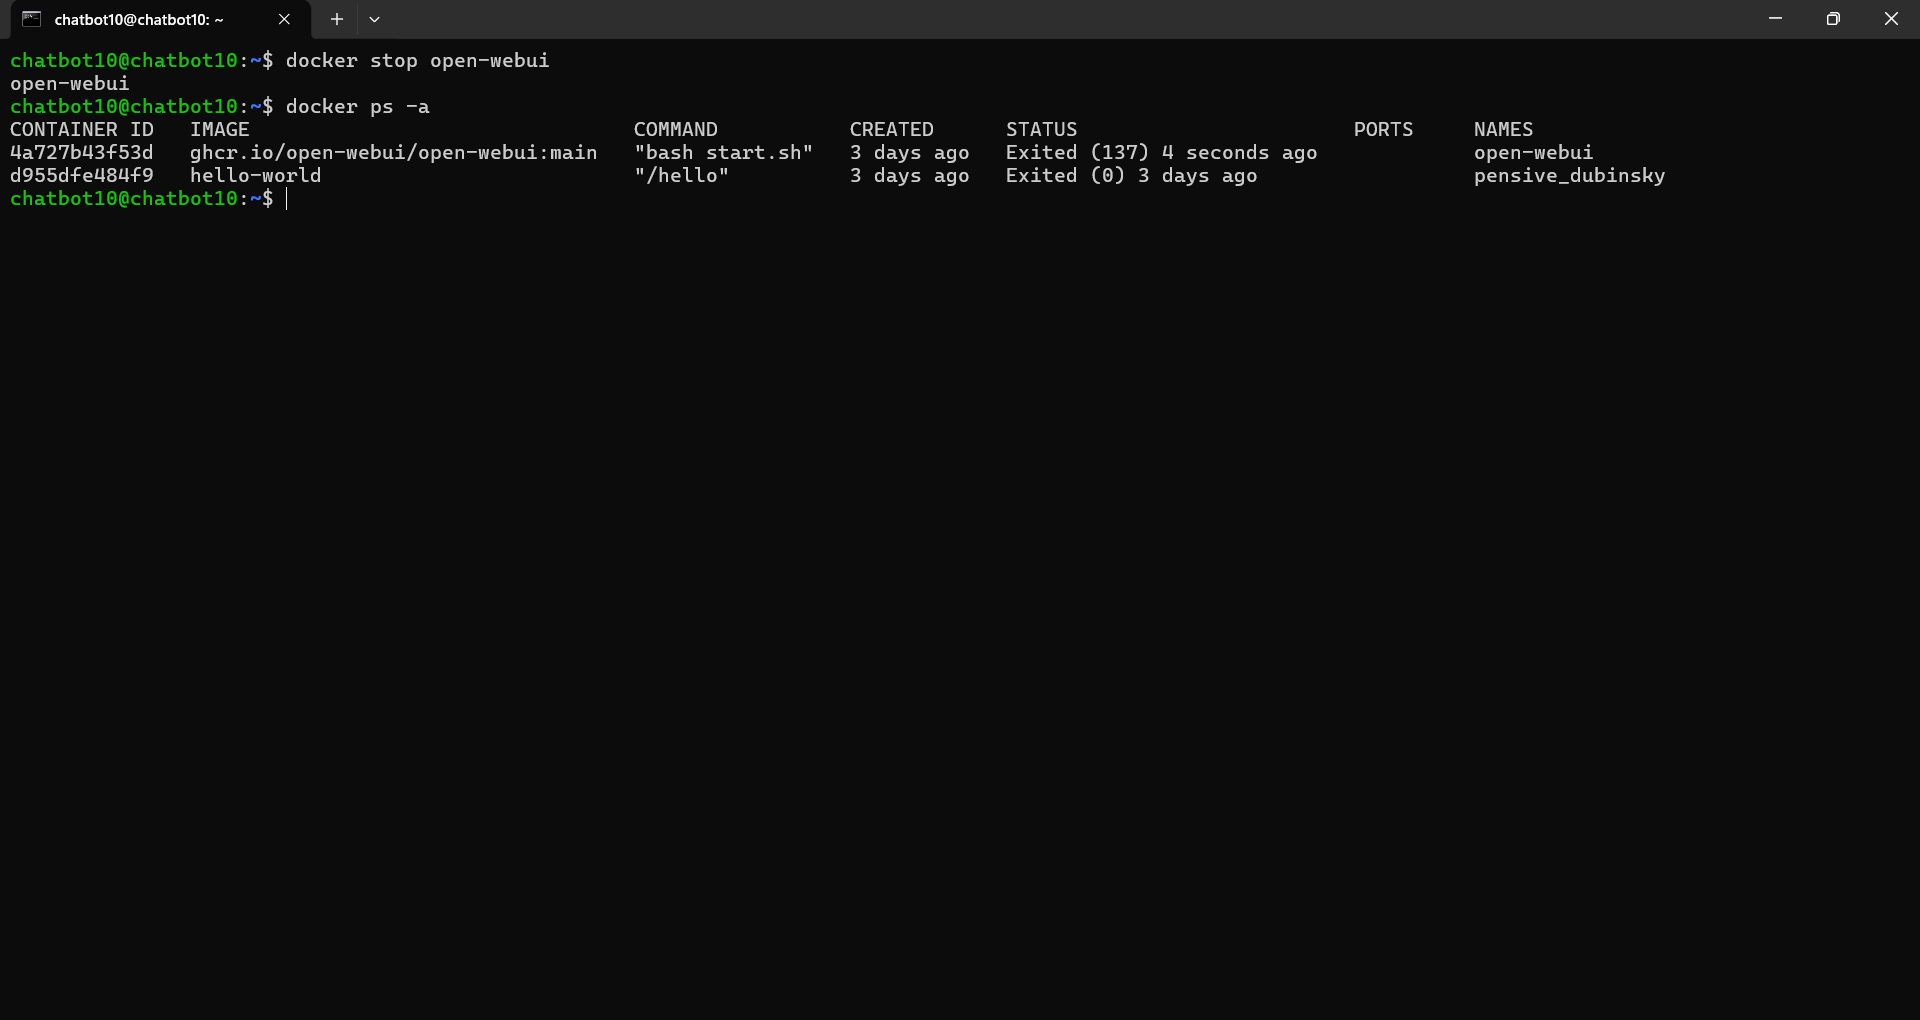 chatbot10@chatbot10: ~
chatbot10@chatbot10:~$ docker stop open-webui
open-webui
chatbot10@chatbot10:~$ docker ps -a
CONTAINER ID   IMAGE                                COMMAND           CREATED      STATUS                       PORTS     NAMES
4a727b43f53d   ghcr.io/open-webui/open-webui:main   "bash start.sh"   3 days ago   Exited (137) 4 seconds ago             open-webui
d955dfe484f9   hello-world                          "/hello"          3 days ago   Exited (0) 3 days ago                  pensive_dubinsky
chatbot10@chatbot10:~$